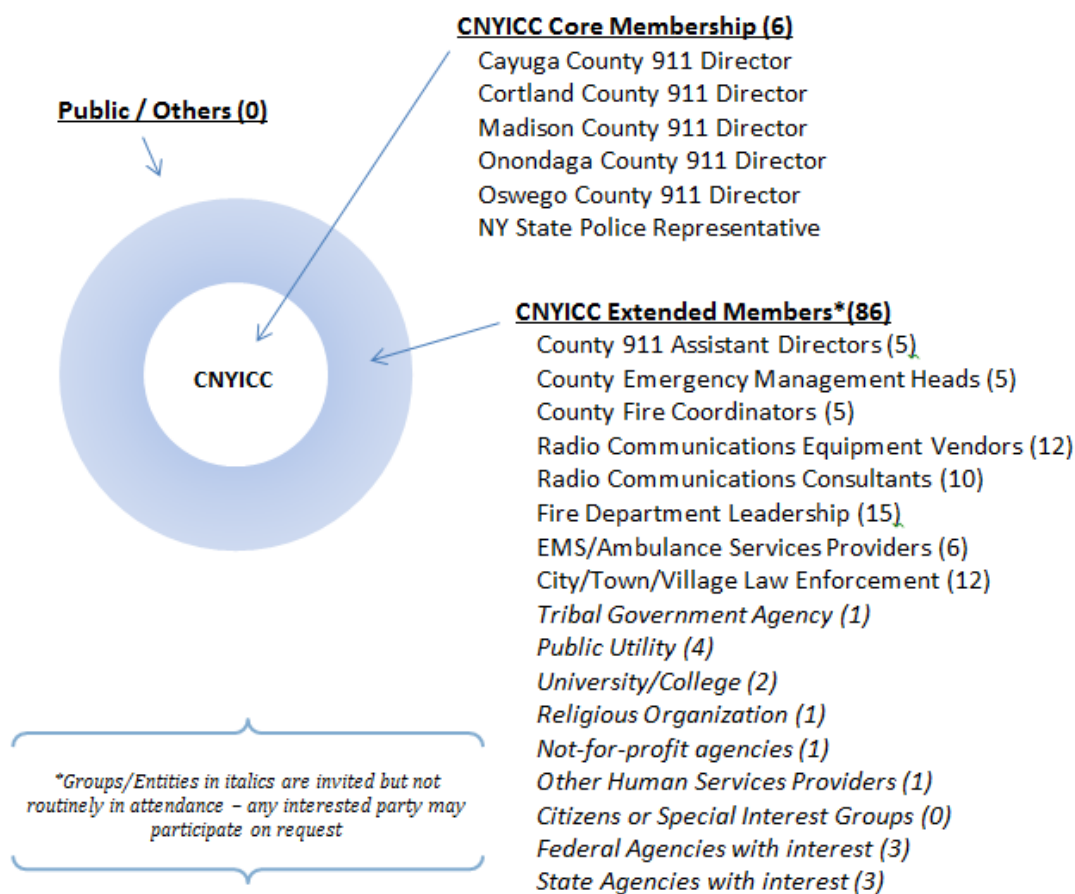 CNYICC Core Membership (6)
Cayuga County 911 Director
Cortland County 911 Director
Madison County 911 Director
Onondaga County 911 Director
Oswego County 911 Director
NY State Police Representative
Public / Others (0)
CNYICC
CNYICC Extended Members*(86)
County 911 Assistant Directors (5)
County Emergency Management Heads (5)
County Fire Coordinators (5)
Radio Communications Equipment Vendors (12)
Radio Communications Consultants (10)
Fire Department Leadership (15)
EMS/Ambulance Services Providers (6)
City/Town/Village Law Enforcement (12)
Tribal Government Agency (1)
Public Utility (4)
University/College (2)
Religious Organization (1)
Not-for-profit agencies (1)
Other Human Services Providers (1)
Citizens or Special Interest Groups (0)
Federal Agencies with interest (3)
State Agencies with interest (3)
*Groups/Entities in italics are invited but not
routinely in attendance – any interested party may
participate on request